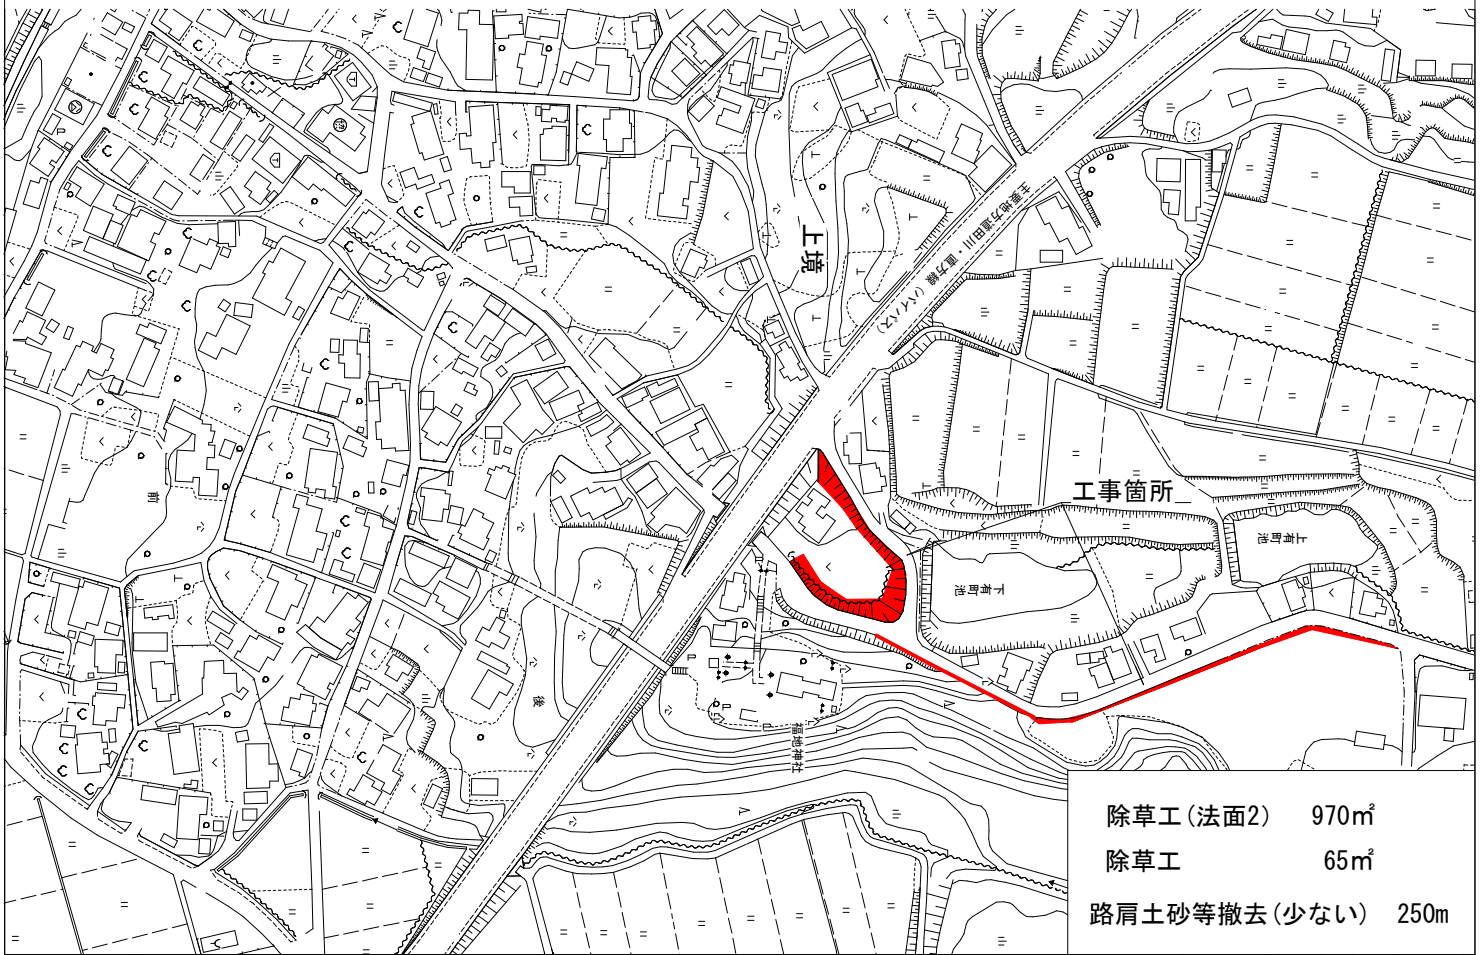 上境
主要地方道田川・直方線（バイパス）
工事箇所
上有町池
下有町池
前
後
福地神社
除草工(法面2) 970㎡
除草工 65㎡
路肩土砂等撤去(少ない) 250m